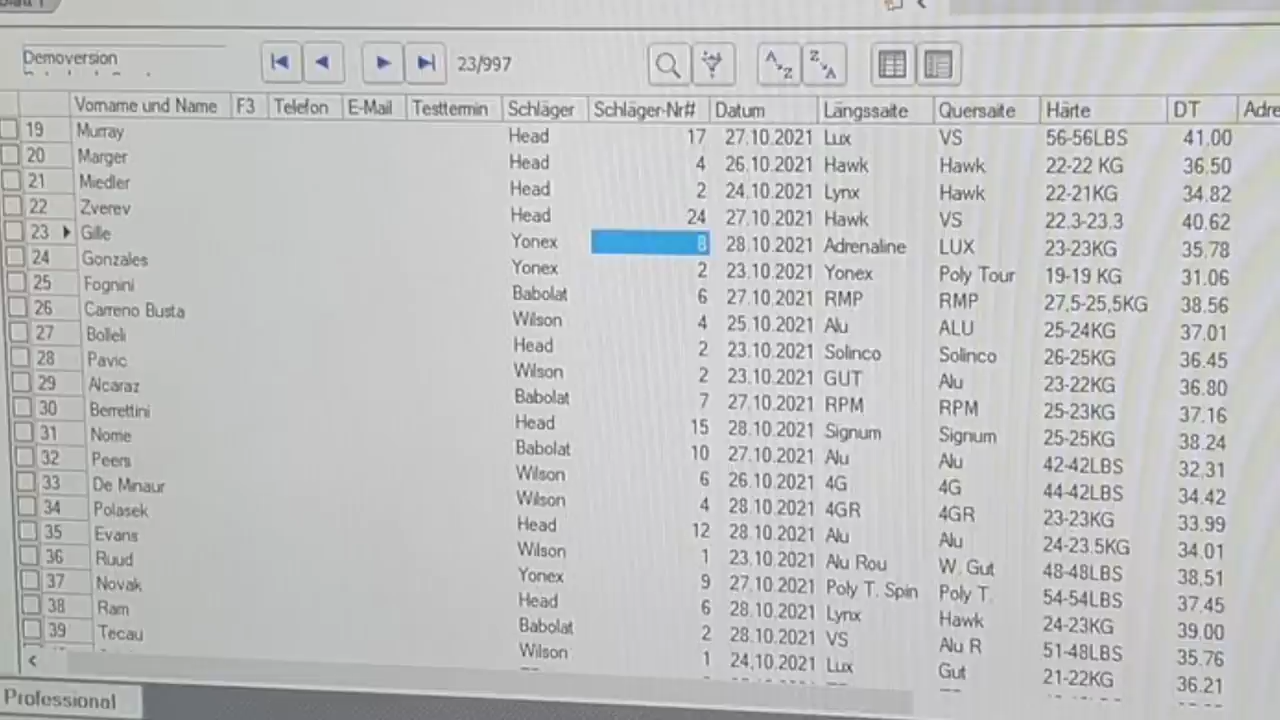 Demoversion
23/997
Vorname und Name F3 Telefon E-Mail Testtermin Schläger Schläger-Nr# Datum Längssaite Quersaite Härte DT
19 Murray Head 17 27.10.2021 Lux VS 56-56LBS 41.00
20 Marger Head 4 26.10.2021 Hawk Hawk 22-22 KG 36.50
21 Miedler Head 2 24.10.2021 Lynx Hawk 22-21KG 34.82
22 Zverev Head 24 27.10.2021 Hawk VS 22.3-23.3 40.62
23 Gille Yonex 8 28.10.2021 Adrenaline LUX 23-23KG 35.78
24 Gonzales Yonex 2 23.10.2021 Yonex Poly Tour 19-19 KG 31.06
25 Fognini Babolat 6 27.10.2021 RMP RMP 27,5-25,5KG 38.56
26 Carreno Busta Wilson 4 25.10.2021 Alu ALU 25-24KG 37.01
27 Bolleli Head 2 23.10.2021 Solinco Solinco 26-25KG 36.45
28 Pavic Wilson 2 23.10.2021 GUT Alu 23-22KG 36.80
29 Alcaraz Babolat 7 27.10.2021 RPM RPM 25-23KG 37.16
30 Berrettini Head 15 28.10.2021 Signum Signum 25-25KG 38.24
31 Nome Babolat 10 27.10.2021 Alu Alu 42-42LBS 32.31
32 Peers Wilson 6 26.10.2021 4G 4G 44-42LBS 34.42
33 De Minaur Wilson 4 28.10.2021 4GR 4GR 23-23KG 33.99
34 Polasek Head 12 28.10.2021 Alu Alu 24-23.5KG 34.01
35 Evans Wilson 1 23.10.2021 Alu Rou W. Gut 48-48LBS 38.51
36 Ruud Yonex 9 27.10.2021 Poly T. Spin Poly T. 54-54LBS 37.45
37 Novak Head 6 28.10.2021 Lynx Hawk 24-23KG 39.00
38 Ram Babolat 2 28.10.2021 VS Alu R 51-48LBS 35.76
39 Tecau Wilson 1 24.10.2021 Lux Gut 21-22KG 36.21
Professional